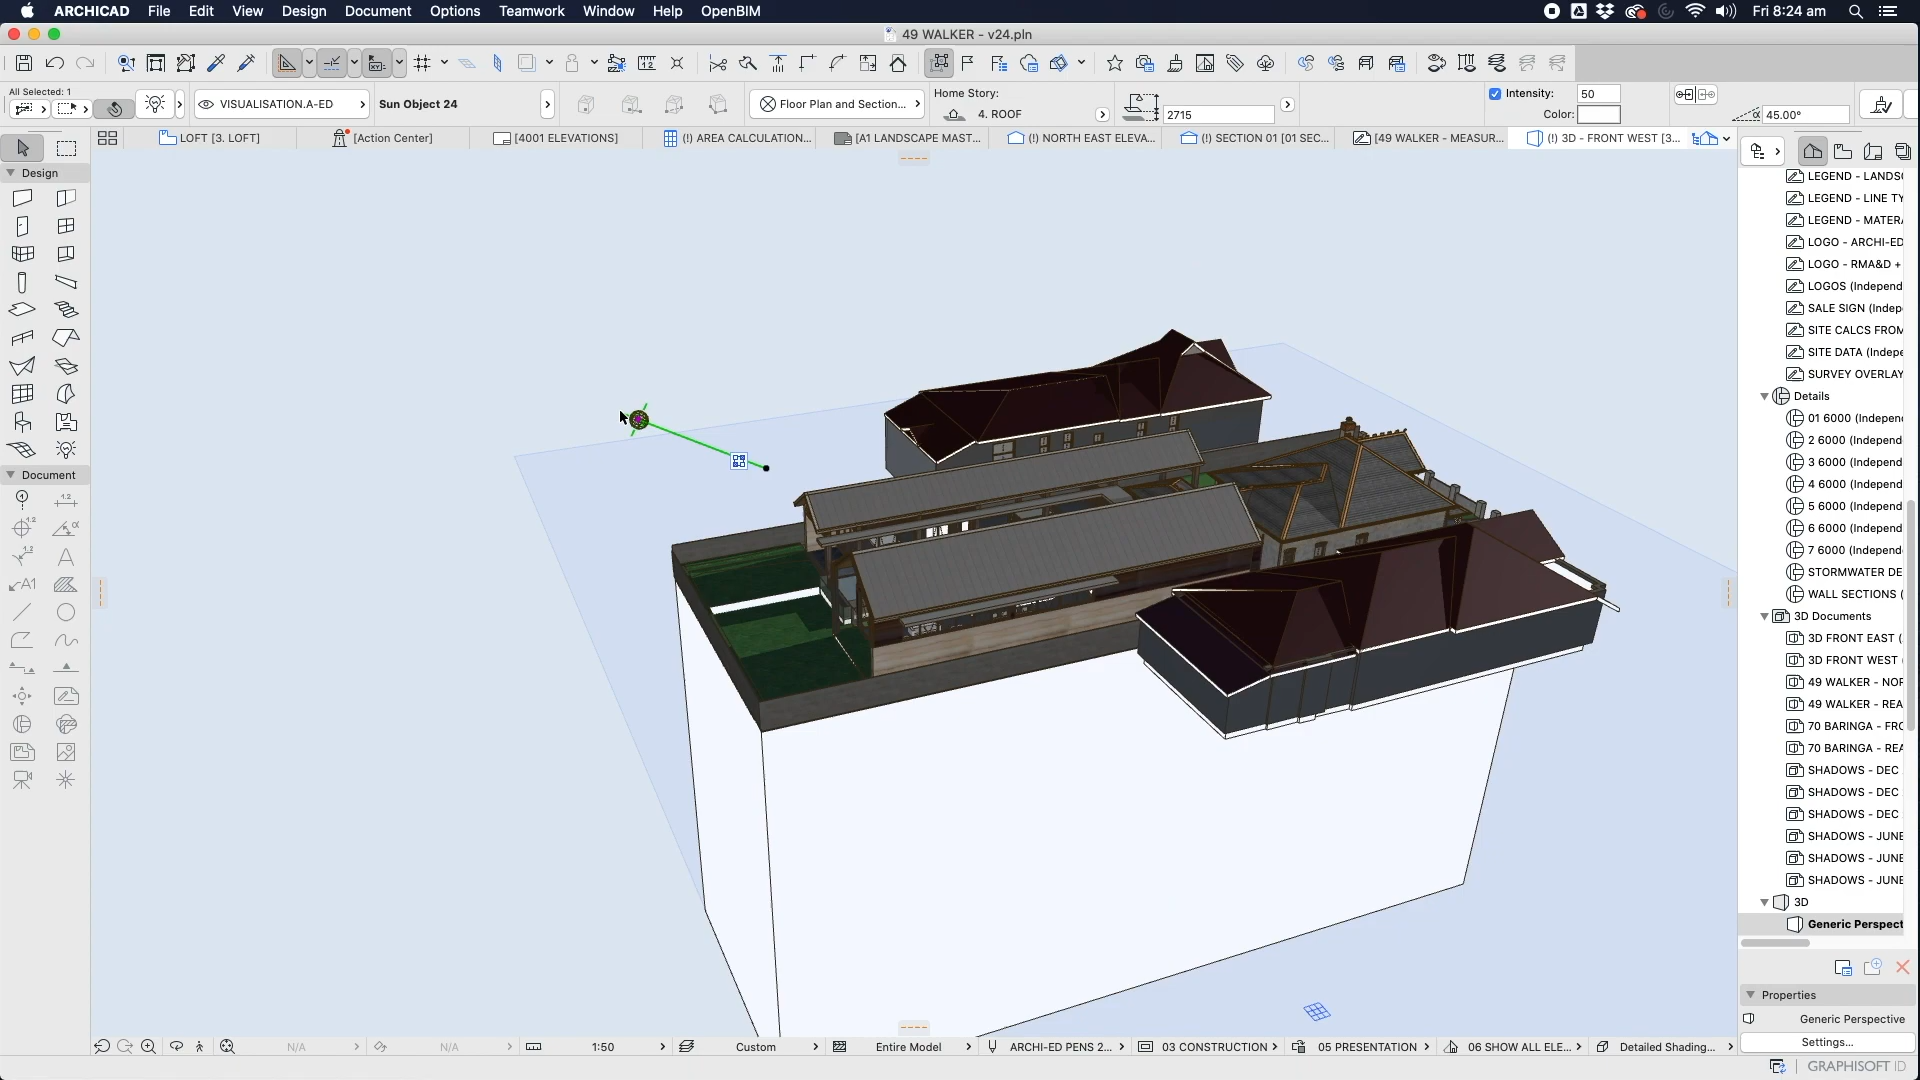 ARCHICAD File Edit View Design Document Options Teamwork Window Help OpenBIM
Fri 8:24 am
49 WALKER - v24.pln
All Selected: 1
VISUALISATION.A-ED
Sun Object 24
Floor Plan and Section...
Home Story:
4. ROOF
2715
Intensity:
50
Color:
45.00°
LOFT [3. LOFT]
[Action Center]
[4001 ELEVATIONS]
(!) AREA CALCULATION...
[A1 LANDSCAPE MAST...
(!) NORTH EAST ELEVA...
(!) SECTION 01 [01 SEC...
[49 WALKER - MEASUR...
(!) 3D - FRONT WEST [3...
Design
Document
LEGEND - LANDS
LEGEND - LINE TY
LEGEND - MATERA
LOGO - ARCHI-ED
LOGO - RMA&D +
LOGOS (Independ
SALE SIGN (Indep
SITE CALCS FROM
SITE DATA (Indepe
SURVEY OVERLAY
Details
01 6000 (Indepen
2 6000 (Independ
3 6000 (Independ
4 6000 (Independ
5 6000 (Independ
6 6000 (Independ
7 6000 (Independ
STORMWATER DE
WALL SECTIONS (
3D Documents
3D FRONT EAST (
3D FRONT WEST
49 WALKER - NOR
49 WALKER - REA
70 BARINGA - FRO
70 BARINGA - REA
SHADOWS - DEC
SHADOWS - DEC
SHADOWS - DEC
SHADOWS - JUNE
SHADOWS - JUNE
SHADOWS - JUNE
3D
Generic Perspect
Properties
Generic Perspective
Settings...
N/A
N/A
1:50
Custom
Entire Model
ARCHI-ED PENS 2...
03 CONSTRUCTION
05 PRESENTATION
06 SHOW ALL ELE...
Detailed Shading...
GRAPHISOFT ID